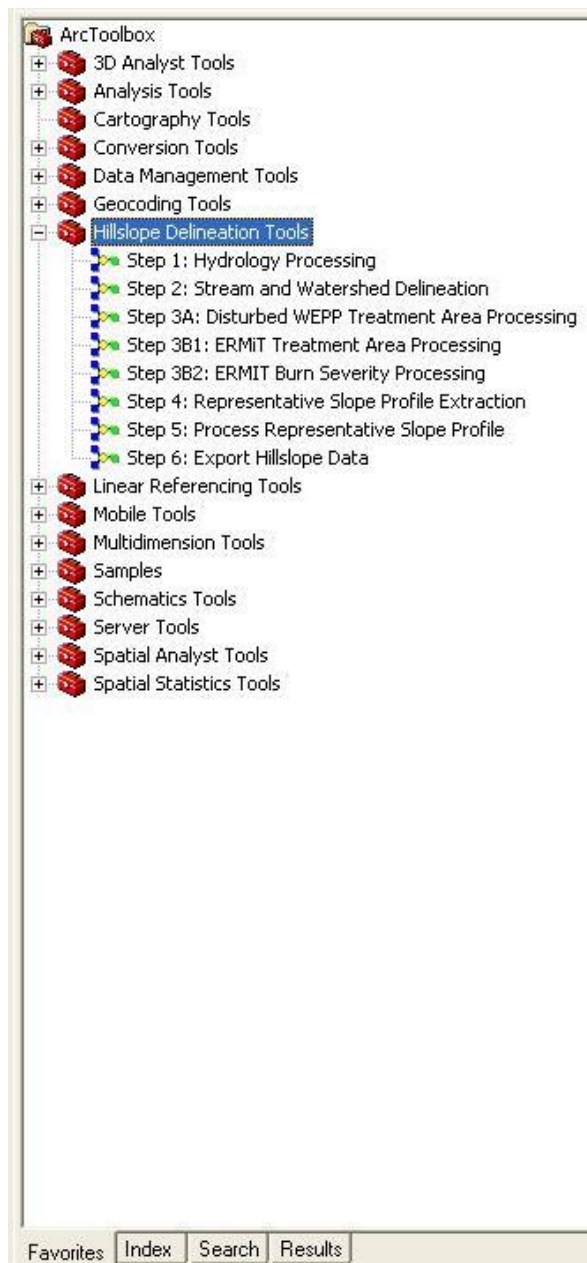 ArcToolbox
3D Analyst Tools
Analysis Tools
Cartography Tools
Conversion Tools
Data Management Tools
Geocoding Tools
Hillslope Delineation Tools
Step 1: Hydrology Processing
Step 2: Stream and Watershed Delineation
Step 3A: Disturbed WEPP Treatment Area Processing
Step 3B1: ERMiT Treatment Area Processing
Step 3B2: ERMIT Burn Severity Processing
Step 4: Representative Slope Profile Extraction
Step 5: Process Representative Slope Profile
Step 6: Export Hillslope Data
Linear Referencing Tools
Mobile Tools
Multidimension Tools
Samples
Schematics Tools
Server Tools
Spatial Analyst Tools
Spatial Statistics Tools
Favorites Index Search Results